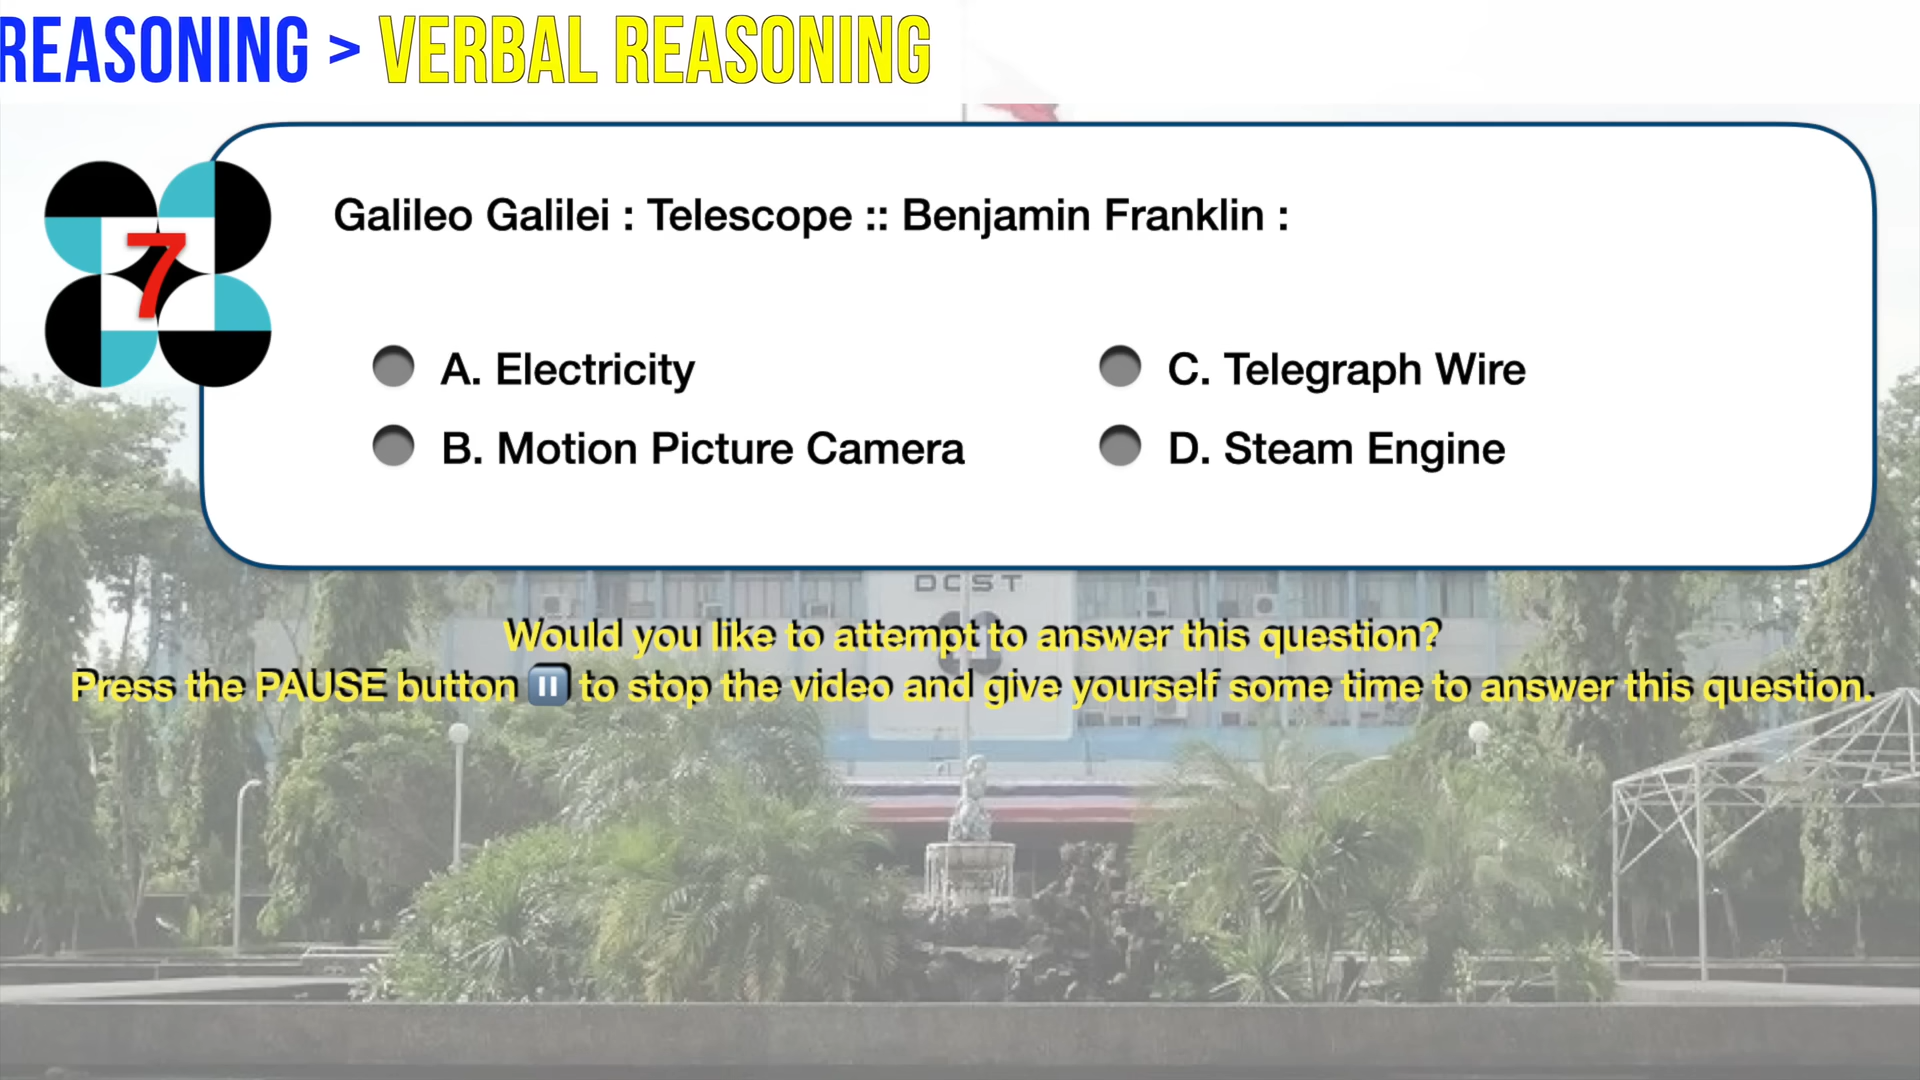 REASONING > VERBAL REASONING
7
Galileo Galilei : Telescope :: Benjamin Franklin :
A. Electricity
B. Motion Picture Camera
C. Telegraph Wire
D. Steam Engine
DCST
Would you like to attempt to answer this question?
Press the PAUSE button ⏸ to stop the video and give yourself some time to answer this question.